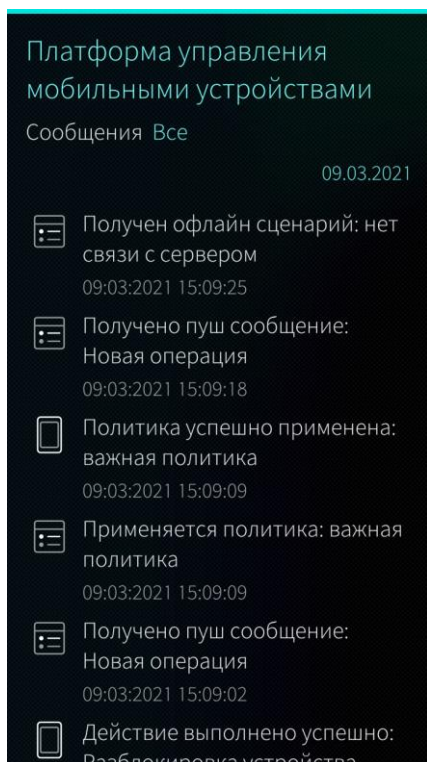 Платформа управления
мобильными устройствами
Сообщения Все
09.03.2021
Получен офлайн сценарий: нет
связи с сервером
09:03:2021 15:09:25
Получено пуш сообщение:
Новая операция
09:03:2021 15:09:18
Политика успешно применена:
важная политика
09:03:2021 15:09:09
Применяется политика: важная
политика
09:03:2021 15:09:09
Получено пуш сообщение:
Новая операция
09:03:2021 15:09:02
Действие выполнено успешно:
Разблокировка устройства